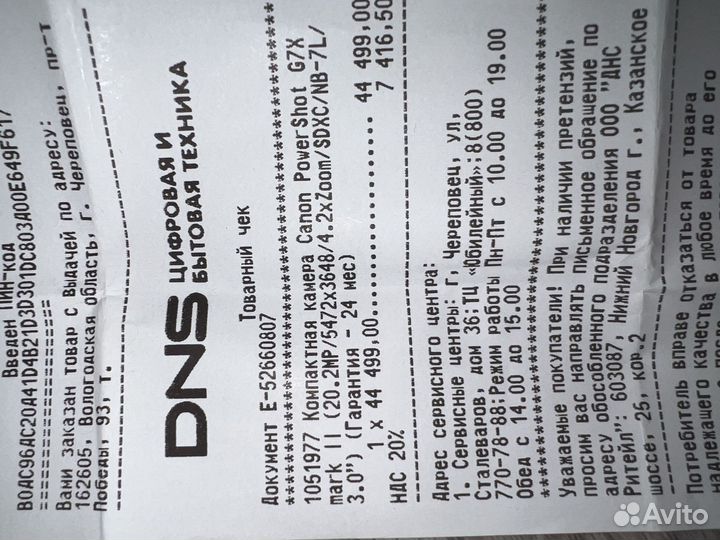 Введен ПИН-код
B0AC96AC20A41D4B21D3D301DC803A00E649F617
========================================
Вами заказан товар с выдачей по адресу:
162605, Вологодская область, г. Череповец, пр-т
Победы, 93, т.
DNS ЦИФРОВАЯ И
БЫТОВАЯ ТЕХНИКА
Товарный чек
Документ E-52660807
************************************************
1051977 Компактная камера Canon PowerShot G7X
mark II (20.2MP/5472x3648/4.2xZoom/SDXC/NB-7L/
3.0") (Гарантия - 24 мес)
1 x 44 499,00.................... 44 499,00
НДС 20% 7 416,50
------------------------------------------------
Адрес сервисного центра:
1. Сервисные центры: г, Череповец, ул,
Сталеваров, дом 36;ТЦ «Юбилейный»;8(800)
770-78-88;Режим работы Пн-Пт с 10.00 до 19.00
Обед с 14.00 до 15.00
************************************************
Уважаемые покупатели! При наличии претензий,
просим вас направлять письменное обращение по
адресу обособленного подразделения ООО "ДНС
Ритейл": 603087, Нижний Новгород г., Казанское
шоссе, 25, кор.2
------------------------------------------------
Потребитель вправе отказаться от товара
надлежащего качества в любое время до его
Avito